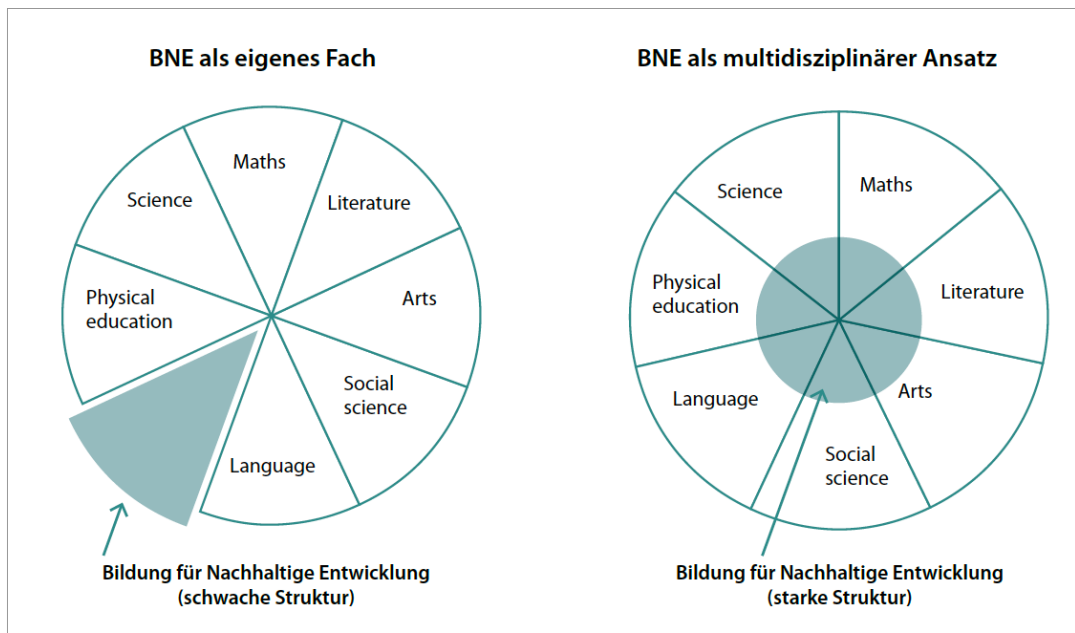 BNE als eigenes Fach
Maths
Science
Literature
Physical
education
Arts
Social
science
Language
Bildung für Nachhaltige Entwicklung
(schwache Struktur)
BNE als multidisziplinärer Ansatz
Science
Maths
Physical
education
Literature
Language
Arts
Social
science
Bildung für Nachhaltige Entwicklung
(starke Struktur)